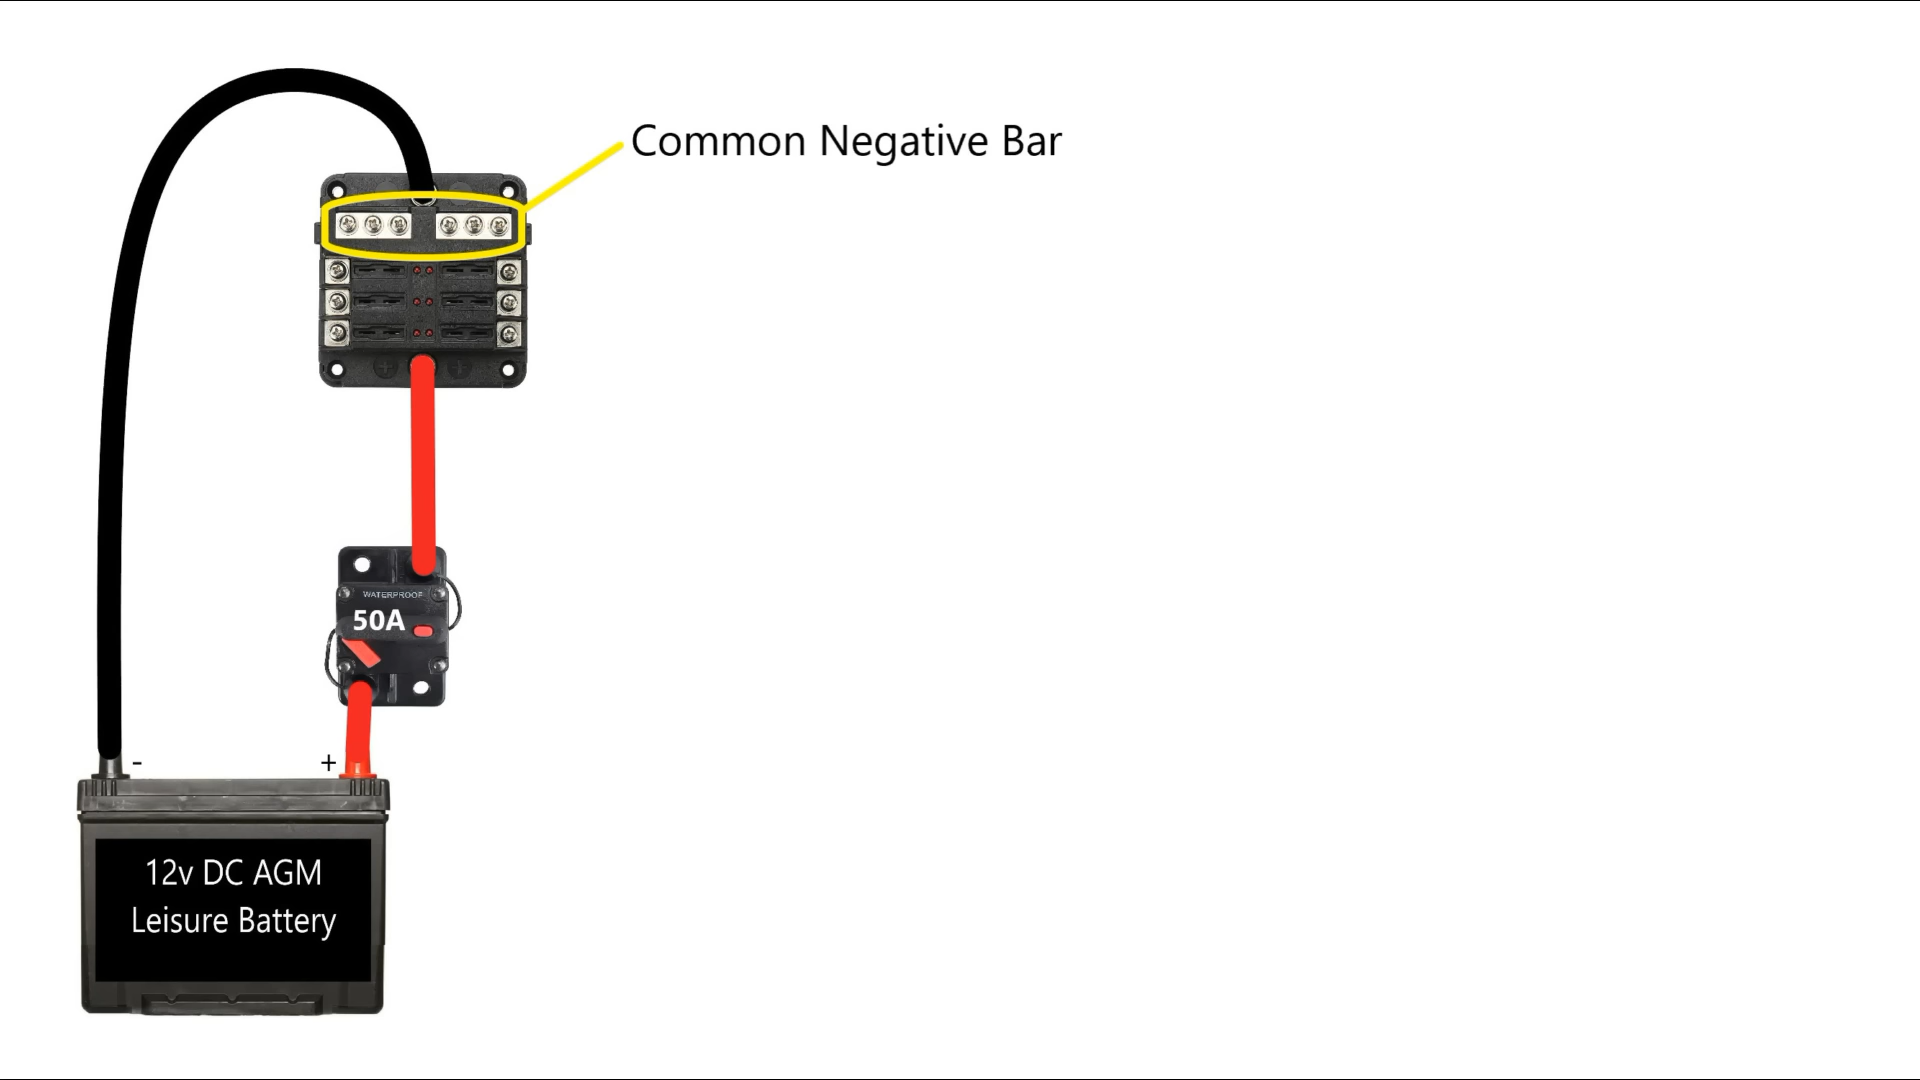 Common Negative Bar
WATERPROOF
50A
- +
12v DC AGM
Leisure Battery